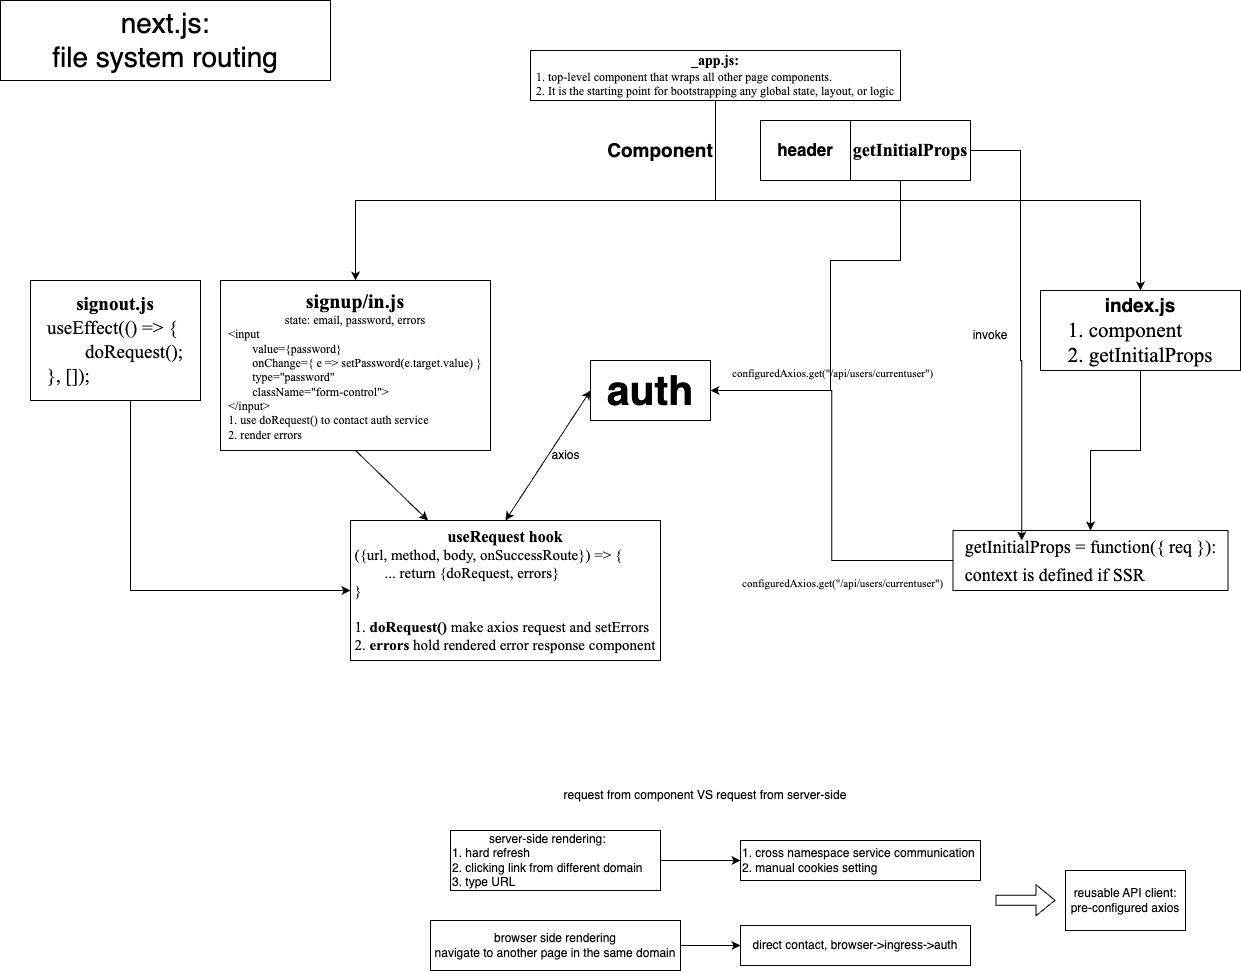 next.js:
file system routing
_app.js:
1. top-level component that wraps all other page components.
2. It is the starting point for bootstrapping any global state, layout, or logic
Component
header
getInitialProps
signout.js
useEffect(() => {
doRequest();
}, []);
signup/in.js
state: email, password, errors
<input
value={password}
onChange={ e => setPassword(e.target.value) }
type="password"
className="form-control">
</input>
1. use doRequest() to contact auth service
2. render errors
auth
axios
configuredAxios.get("/api/users/currentuser")
invoke
index.js
1. component
2. getInitialProps
useRequest hook
({url, method, body, onSuccessRoute}) => {
... return {doRequest, errors}
}
1. doRequest() make axios request and setErrors
2. errors hold rendered error response component
getInitialProps = function({ req }):
context is defined if SSR
configuredAxios.get("/api/users/currentuser")
request from component VS request from server-side
server-side rendering:
1. hard refresh
2. clicking link from different domain
3. type URL
1. cross namespace service communication
2. manual cookies setting
reusable API client:
pre-configured axios
browser side rendering
navigate to another page in the same domain
direct contact, browser->ingress->auth